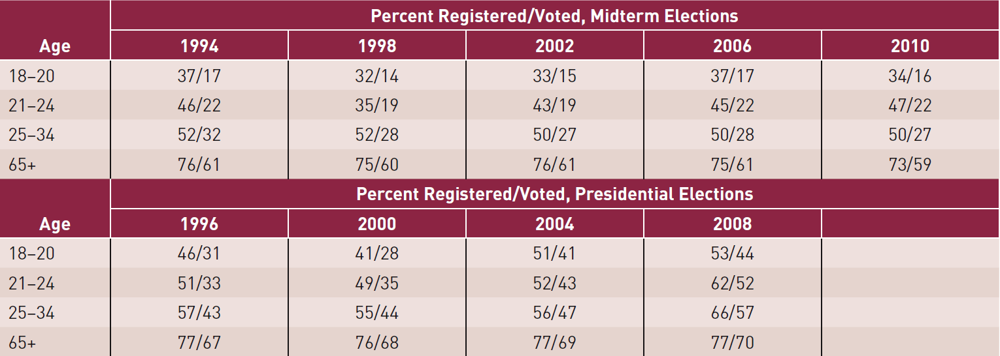 Percent Registered/Voted, Midterm Elections
Age 1994 1998 2002 2006 2010
18–20 37/17 32/14 33/15 37/17 34/16
21–24 46/22 35/19 43/19 45/22 47/22
25–34 52/32 52/28 50/27 50/28 50/27
65+ 76/61 75/60 76/61 75/61 73/59
Percent Registered/Voted, Presidential Elections
Age 1996 2000 2004 2008
18–20 46/31 41/28 51/41 53/44
21–24 51/33 49/35 52/43 62/52
25–34 57/43 55/44 56/47 66/57
65+ 77/67 76/68 77/69 77/70